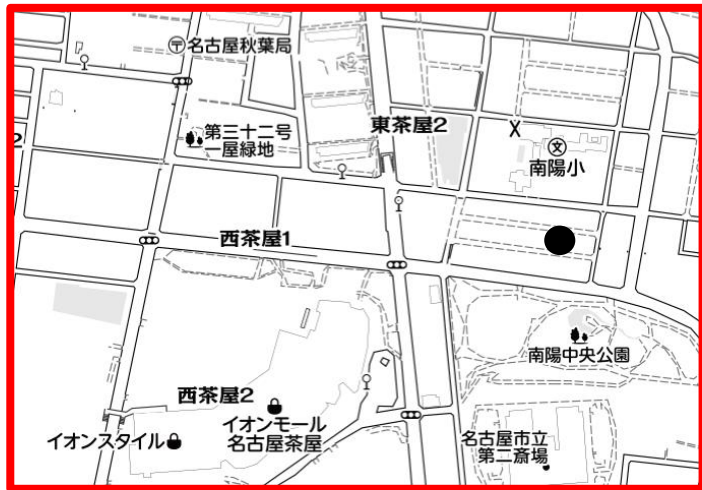 名古屋秋葉局
東茶屋2
第三十二号
一屋緑地
2
文
南陽小
西茶屋1
南陽中央公園
西茶屋2
イオンモール
名古屋茶屋
イオンスタイル
名古屋市立
第二斎場